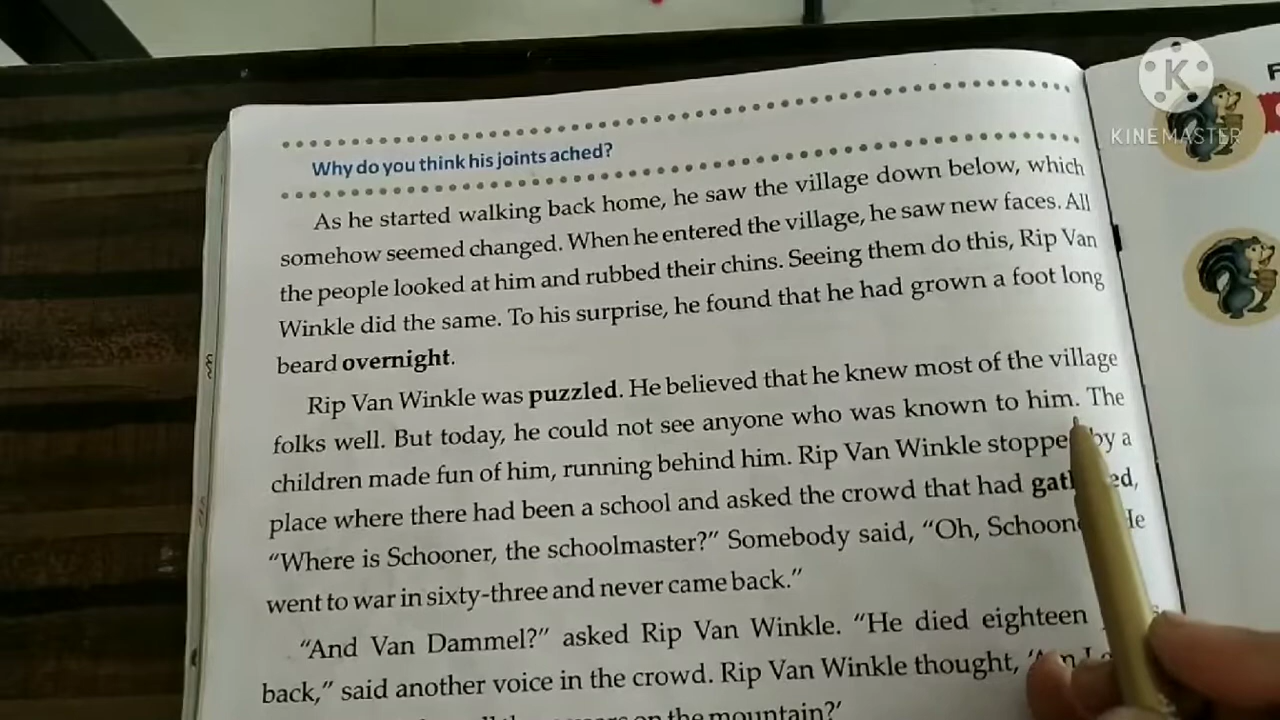 Why do you think his joints ached?
As he started walking back home, he saw the village down below, which
somehow seemed changed. When he entered the village, he saw new faces. All
the people looked at him and rubbed their chins. Seeing them do this, Rip Van
Winkle did the same. To his surprise, he found that he had grown a foot long
beard overnight.
Rip Van Winkle was puzzled. He believed that he knew most of the village
folks well. But today, he could not see anyone who was known to him. The
children made fun of him, running behind him. Rip Van Winkle stopped by a
place where there had been a school and asked the crowd that had
"Where is Schooner, the schoolmaster?" Somebody said, "Oh,
went to war in sixty-three and never came back."
"And Van Dammel?" asked Rip Van Winkle. "He died eighteen
back," said another voice in the crowd. Rip Van Winkle thought,
on the mountain?'
K
KINEMASTER